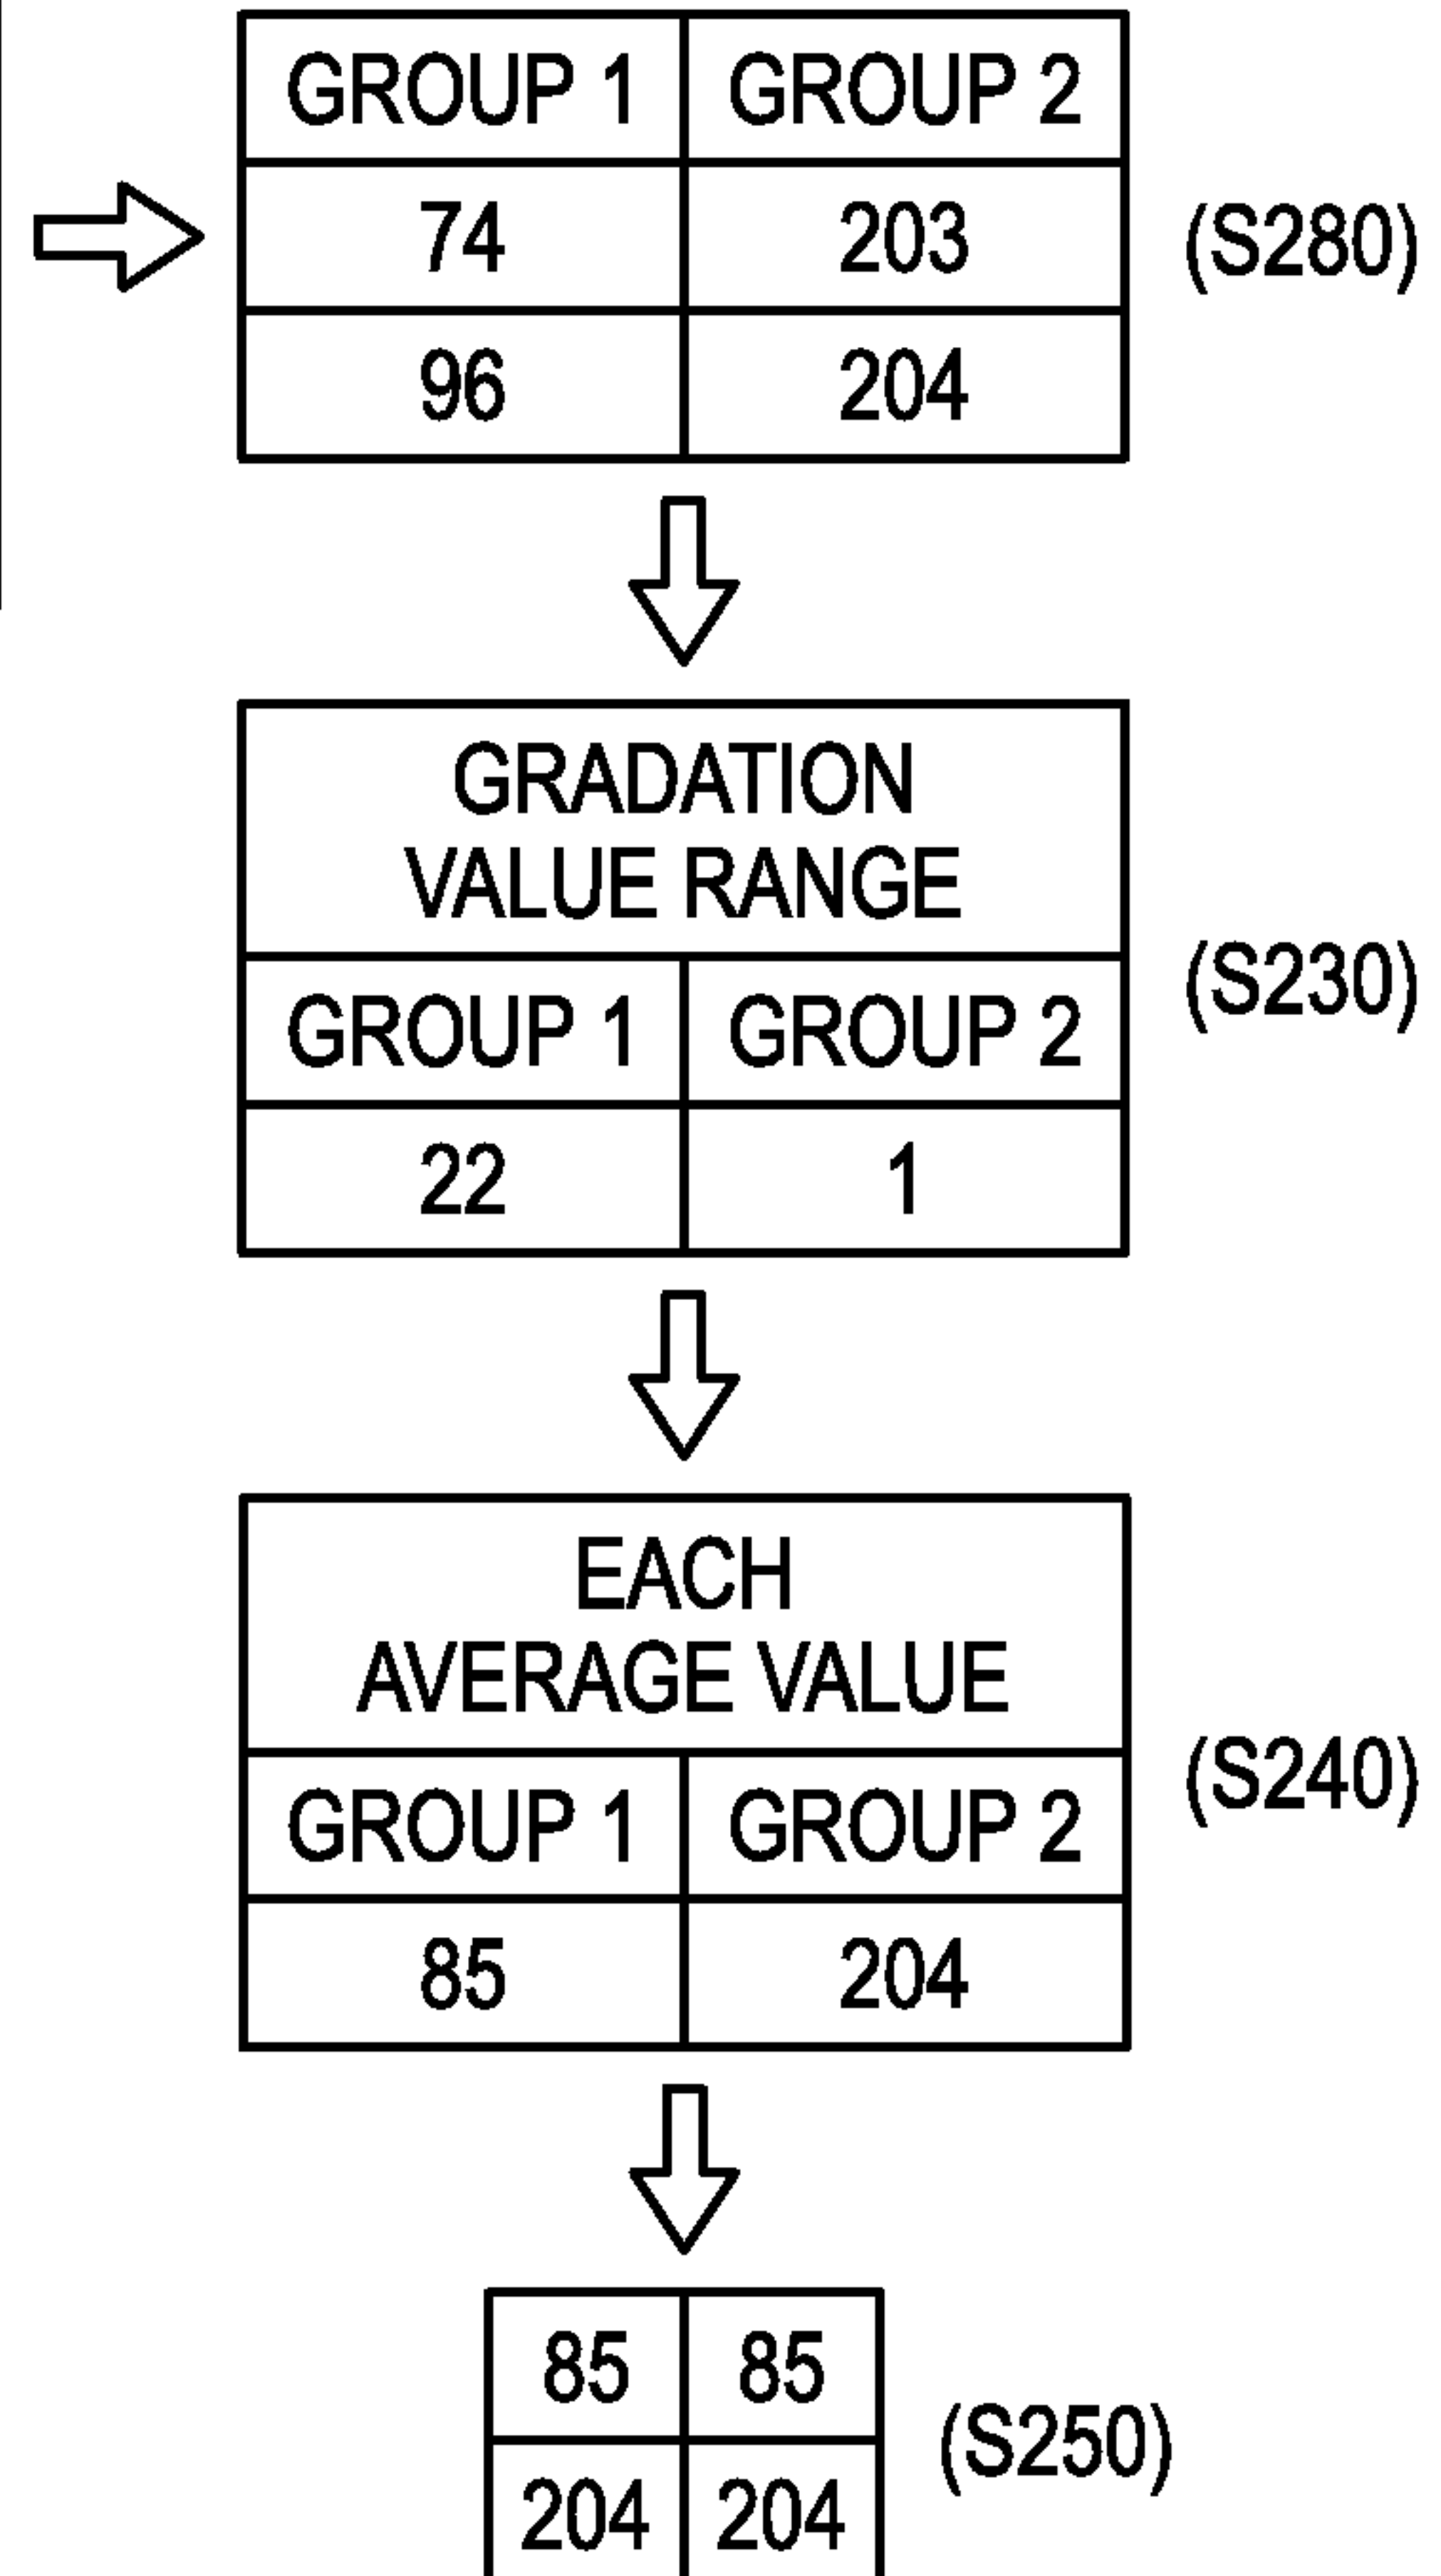 GROUP 1 GROUP 2
74 203 (S280)
96 204
GRADATION
VALUE RANGE
(S230)
GROUP 1 GROUP 2
22 1
EACH
AVERAGE VALUE
(S240)
GROUP 1 GROUP 2
85 204
85 85
(S250)
204 204